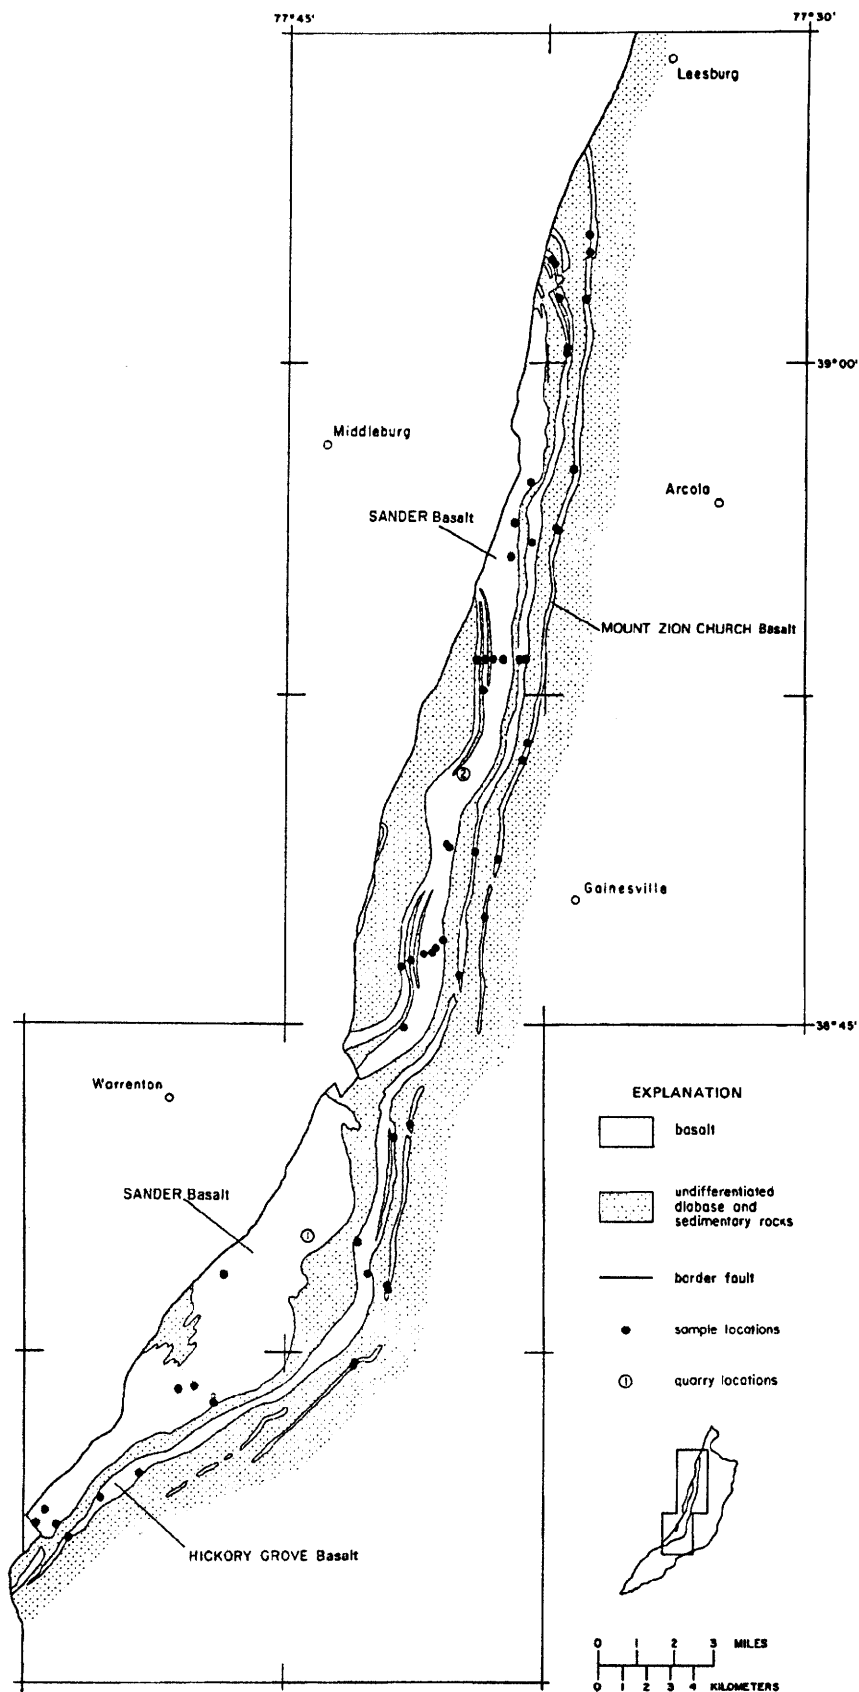 77°45'
77°30'
Leesburg
39°00'
Middleburg
Arcola
SANDER Basalt
MOUNT ZION CHURCH Basalt
2
Gainesville
38°45'
Warrenton
EXPLANATION
basalt
SANDER Basalt
undifferentiated
diabase and
sedimentary rocks
1
border fault
sample locations
1 quarry locations
HICKORY GROVE Basalt
0 1 2 3 MILES
0 1 2 3 4 KILOMETERS